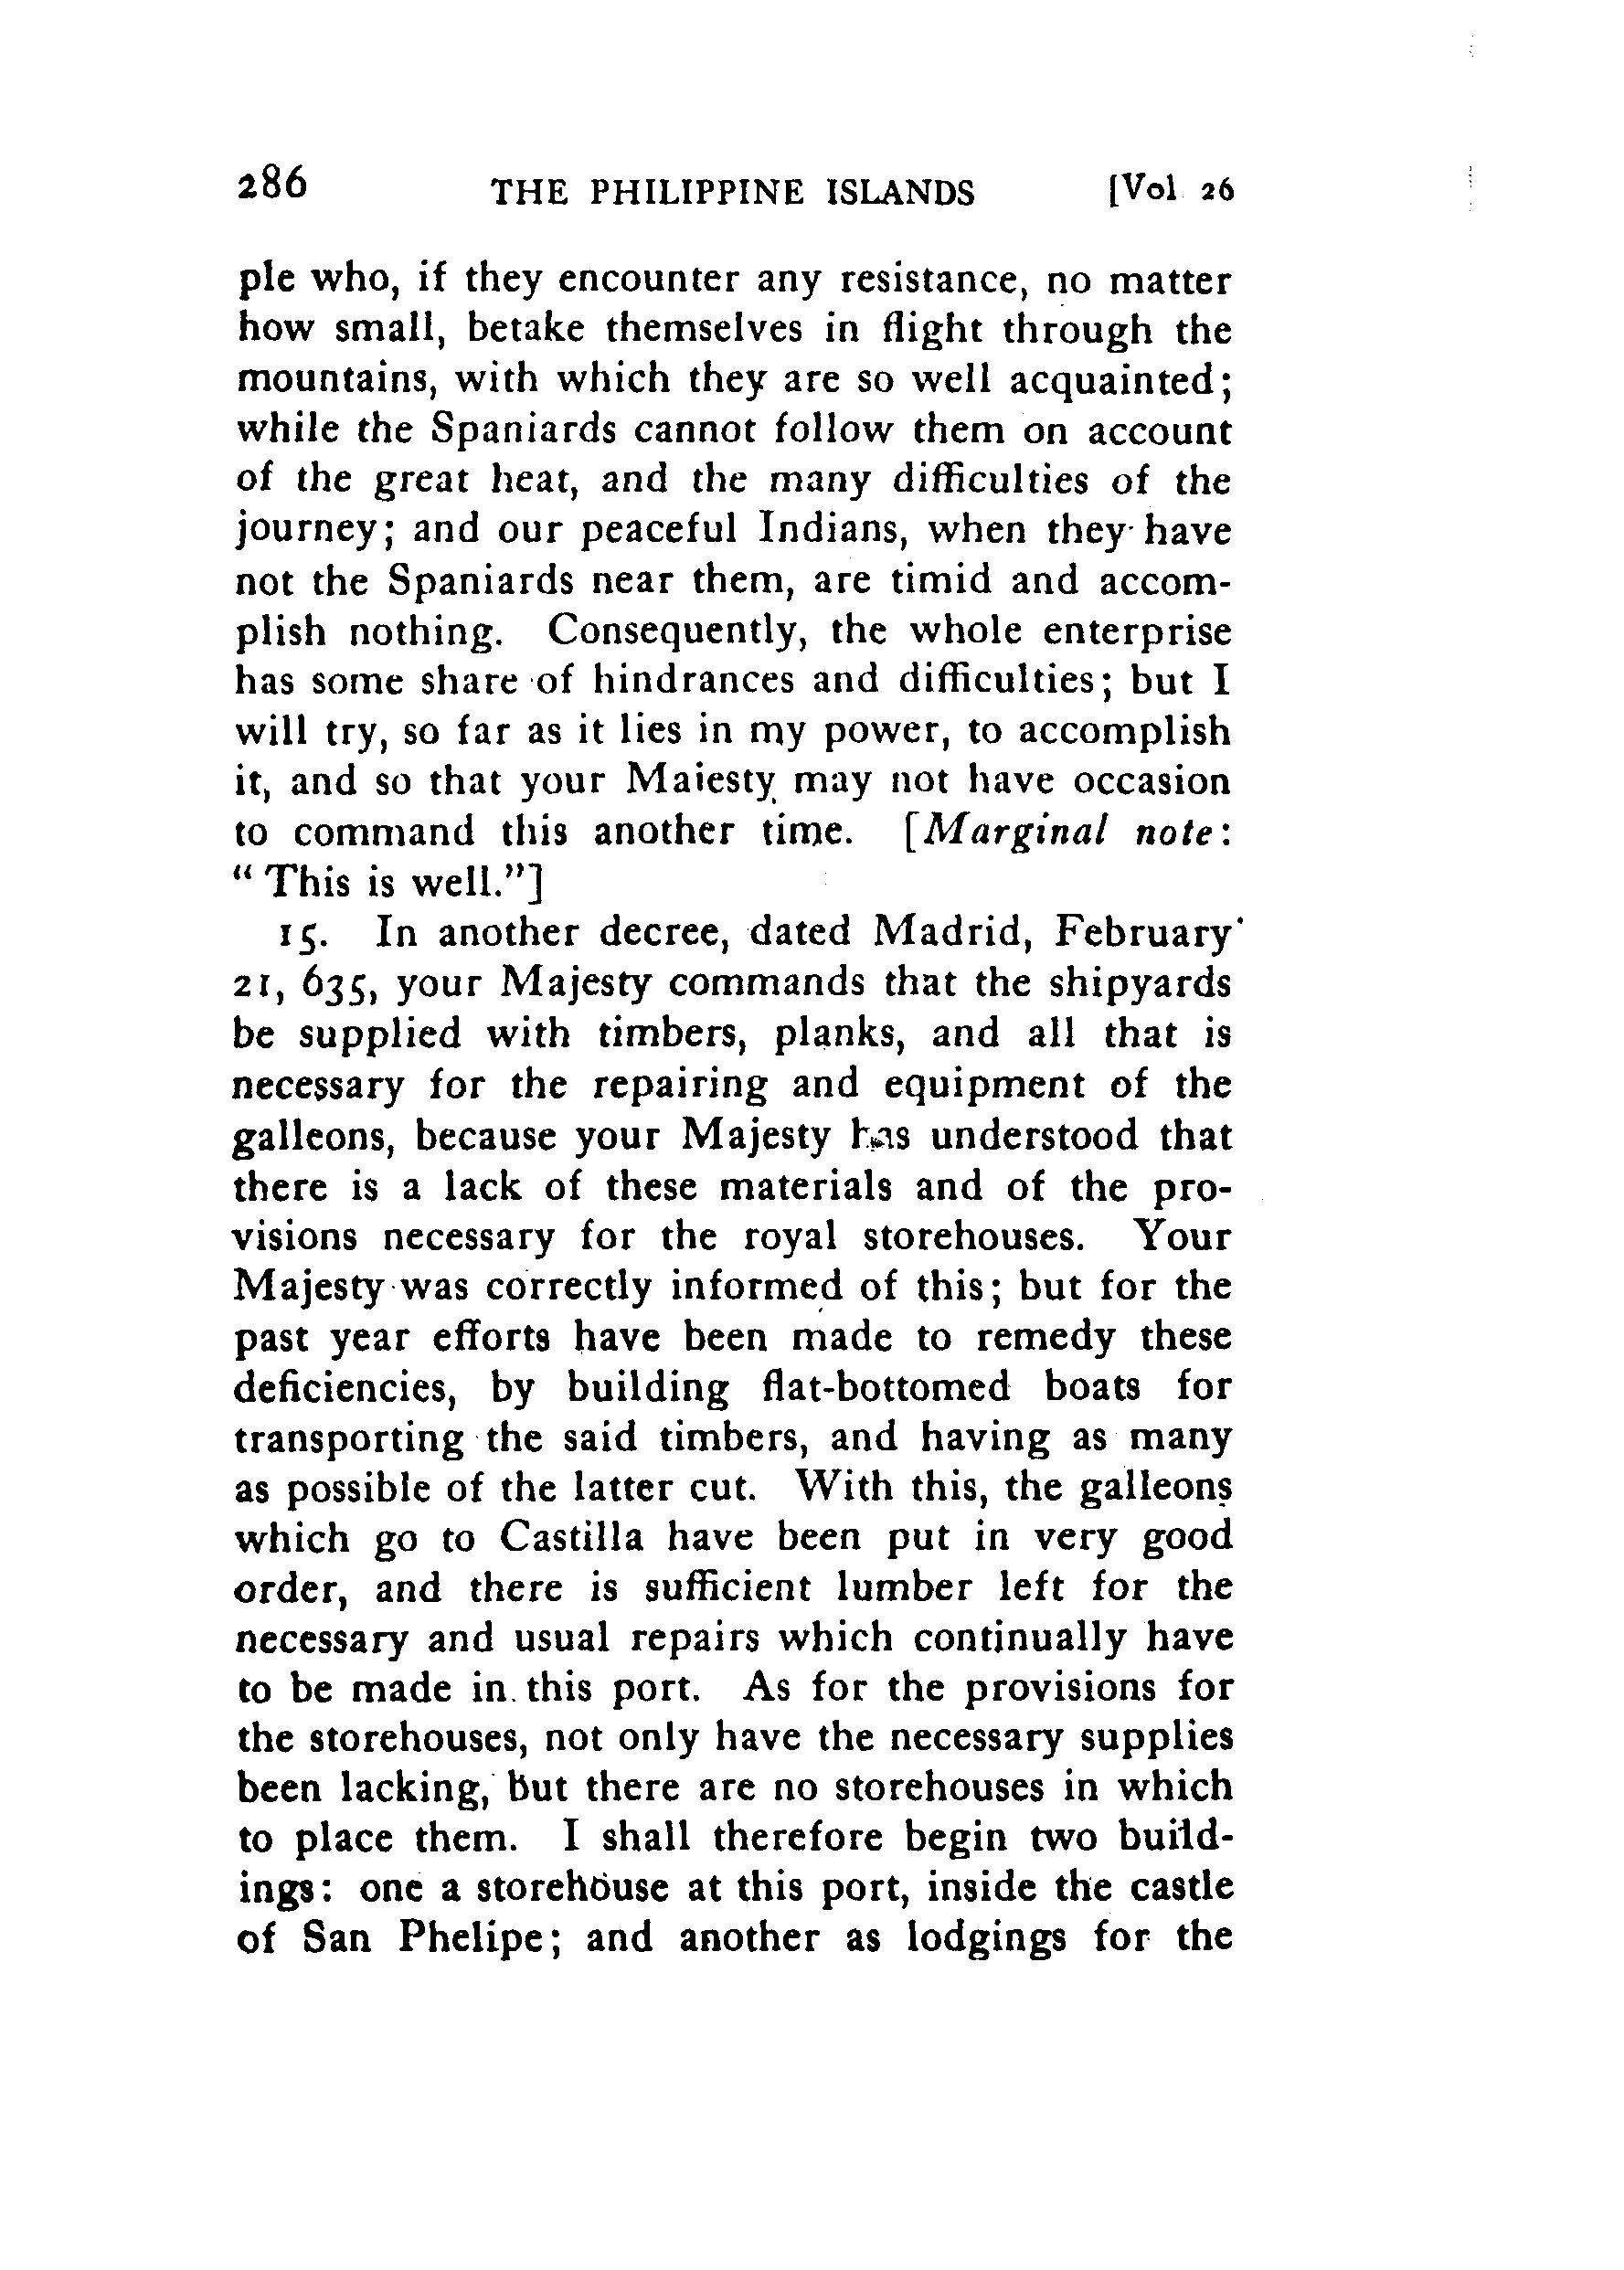 286 THE PHILIPPINE ISLANDS [Vol 26
ple who, if they encounter any resistance, no matter
how small, betake themselves in flight through the
mountains, with which they are so well acquainted;
while the Spaniards cannot follow them on account
of the great heat, and the many difficulties of the
journey; and our peaceful Indians, when they have
not the Spaniards near them, are timid and accom-
plish nothing. Consequently, the whole enterprise
has some share of hindrances and difficulties; but I
will try, so far as it lies in my power, to accomplish
it, and so that your Majesty may not have occasion
to command this another time. [Marginal note:
“This is well.”]
15. In another decree, dated Madrid, February
21, 635, your Majesty commands that the shipyards
be supplied with timbers, planks, and all that is
necessary for the repairing and equipment of the
galleons, because your Majesty has understood that
there is a lack of these materials and of the pro-
visions necessary for the royal storehouses. Your
Majesty was correctly informed of this; but for the
past year efforts have been made to remedy these
deficiencies, by building flat-bottomed boats for
transporting the said timbers, and having as many
as possible of the latter cut. With this, the galleons
which go to Castilla have been put in very good
order, and there is sufficient lumber left for the
necessary and usual repairs which continually have
to be made in this port. As for the provisions for
the storehouses, not only have the necessary supplies
been lacking, but there are no storehouses in which
to place them. I shall therefore begin two build-
ings: one a storehouse at this port, inside the castle
of San Phelipe; and another as lodgings for the